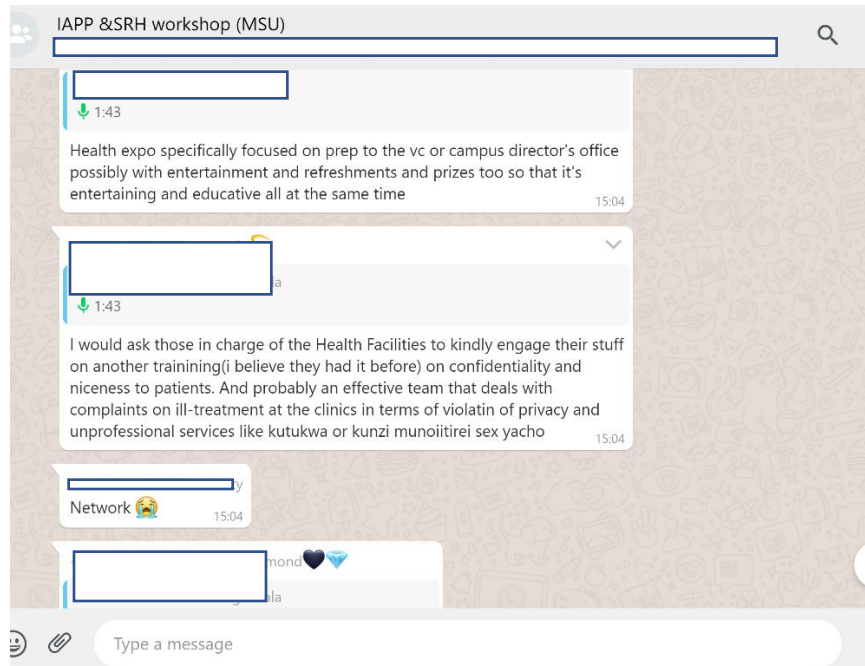 IAPP &SRH workshop (MSU)
1:43
Health expo specifically focused on prep to the vc or campus director's office
possibly with entertainment and refreshments and prizes too so that it's
entertaining and educative all at the same time
15:04
1:43
I would ask those in charge of the Health Facilities to kindly engage their stuff
on another trainining(i believe they had it before) on confidentiality and
niceness to patients. And probably an effective team that deals with
complaints on ill-treatment at the clinics in terms of violatin of privacy and
unprofessional services like kutukwa or kunzi munoiitirei sex yacho
15:04
Network 😭
15:04
Type a message